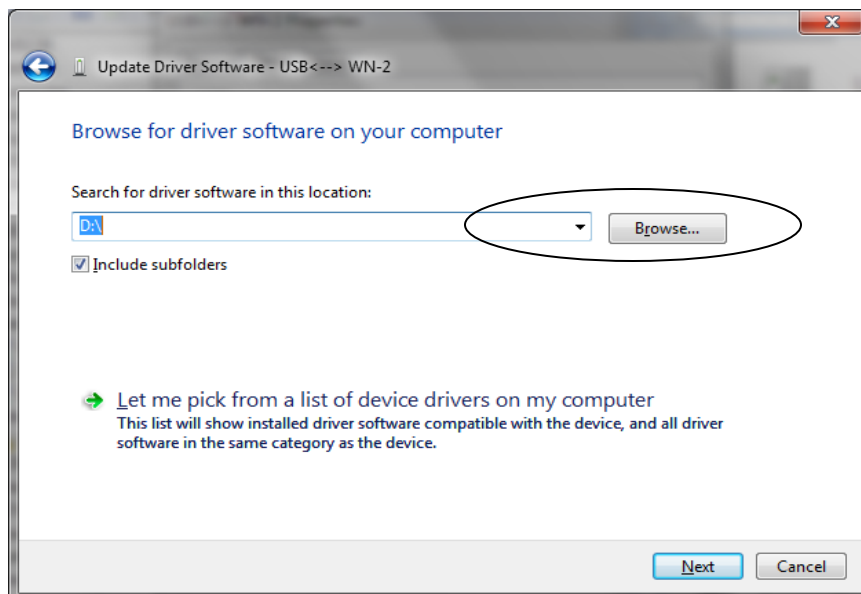 Update Driver Software - USB<--> WN-2
Browse for driver software on your computer
Search for driver software in this location:
D:\
Browse...
Include subfolders
Let me pick from a list of device drivers on my computer
This list will show installed driver software compatible with the device, and all driver
software in the same category as the device.
Next
Cancel